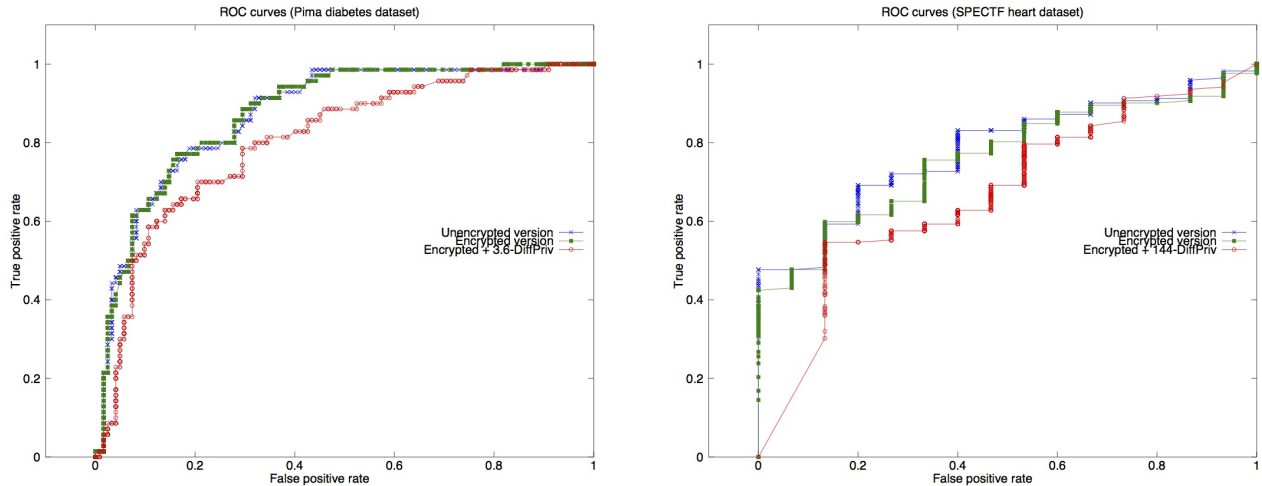 ROC curves (Pima diabetes dataset)
1
0.8
0.6
0.4
0.2
0
True positive rate
Unencrypted version
Encrypted version
Encrypted + 3.6-DiffPriv
0 0.2 0.4 0.6 0.8 1
False positive rate
ROC curves (SPECTF heart dataset)
1
0.8
0.6
0.4
0.2
0
True positive rate
Unencrypted version
Encrypted version
Encrypted + 144-DiffPriv
0 0.2 0.4 0.6 0.8 1
False positive rate